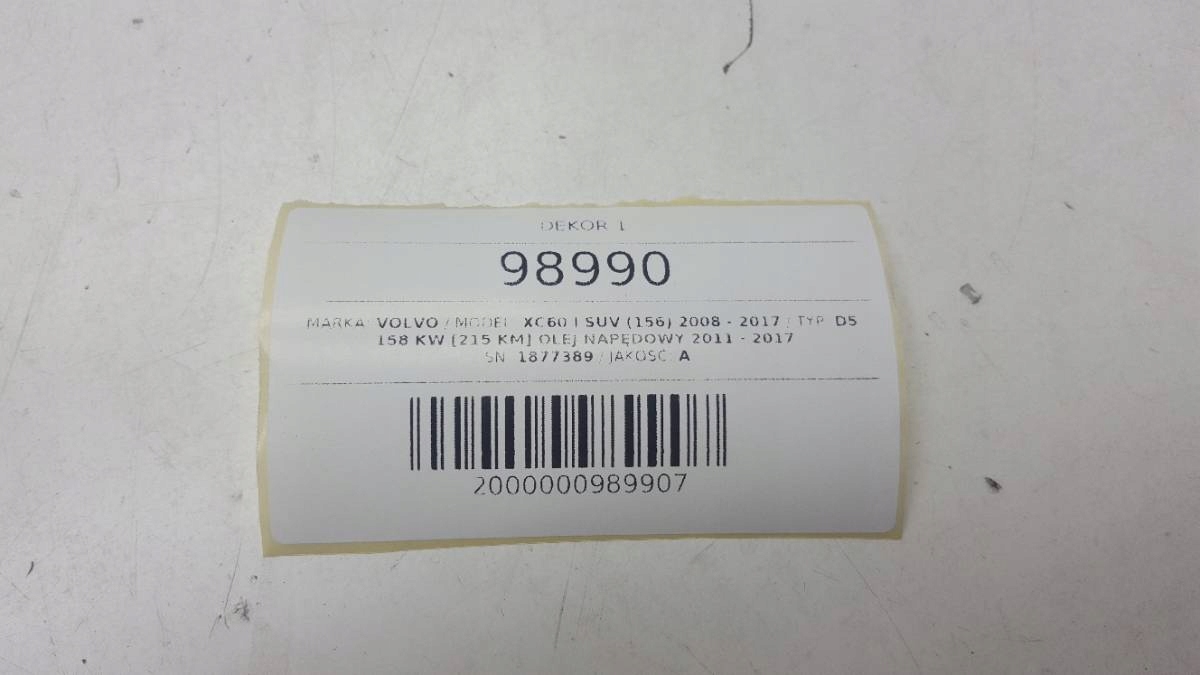 DEKOR 1
98990
MARKA: VOLVO / MODEL: XC60 I SUV (156) 2008 - 2017 / TYP: D5
158 KW [215 KM] OLEJ NAPĘDOWY 2011 - 2017
SN: 1877389 / JAKOŚĆ: A
2000000989907